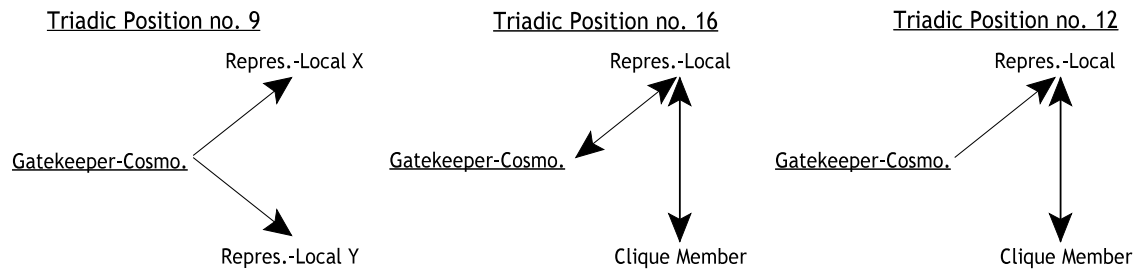 Triadic Position no. 9
Repres.-Local X
Gatekeeper-Cosmo.
Repres.-Local Y
Triadic Position no. 16
Repres.-Local
Gatekeeper-Cosmo.
Clique Member
Triadic Position no. 12
Repres.-Local
Gatekeeper-Cosmo.
Clique Member